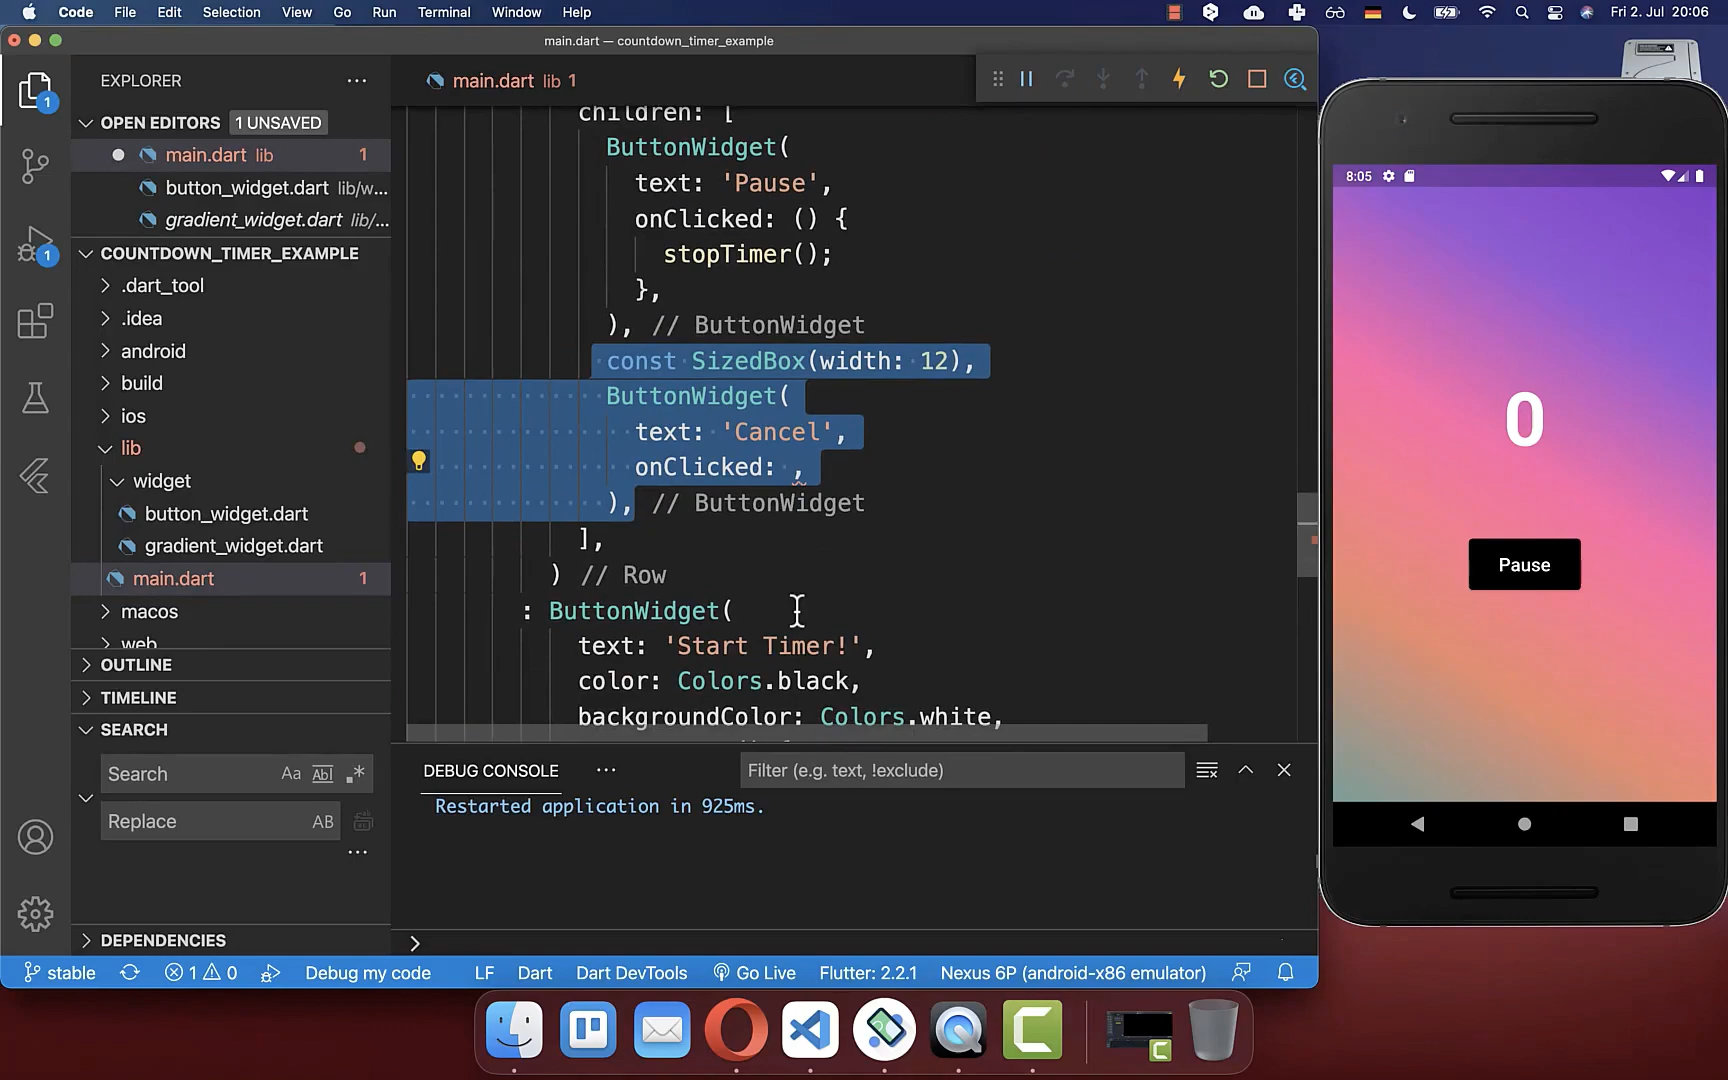 Code File Edit Selection View Go Run Terminal Window Help
Fri 2. Jul 20:06
main.dart — countdown_timer_example
EXPLORER
OPEN EDITORS 1 UNSAVED
main.dart lib 1
button_widget.dart lib/w...
gradient_widget.dart lib/...
COUNTDOWN_TIMER_EXAMPLE
.dart_tool
.idea
android
build
ios
lib
widget
button_widget.dart
gradient_widget.dart
main.dart 1
macos
web
OUTLINE
TIMELINE
SEARCH
Search Aa Abl .*
Replace AB
DEPENDENCIES
1
1
main.dart lib 1
children: [
ButtonWidget(
text: 'Pause',
onClicked: () {
stopTimer();
},
), // ButtonWidget
const SizedBox(width: 12),
ButtonWidget(
text: 'Cancel',
onClicked: ,
), // ButtonWidget
],
) // Row
: ButtonWidget(
text: 'Start Timer!',
color: Colors.black,
backgroundColor: Colors.white,
DEBUG CONSOLE
Filter (e.g. text, !exclude)
Restarted application in 925ms.
stable 1 0 Debug my code LF Dart Dart DevTools Go Live Flutter: 2.2.1 Nexus 6P (android-x86 emulator)
8:05
0
Pause